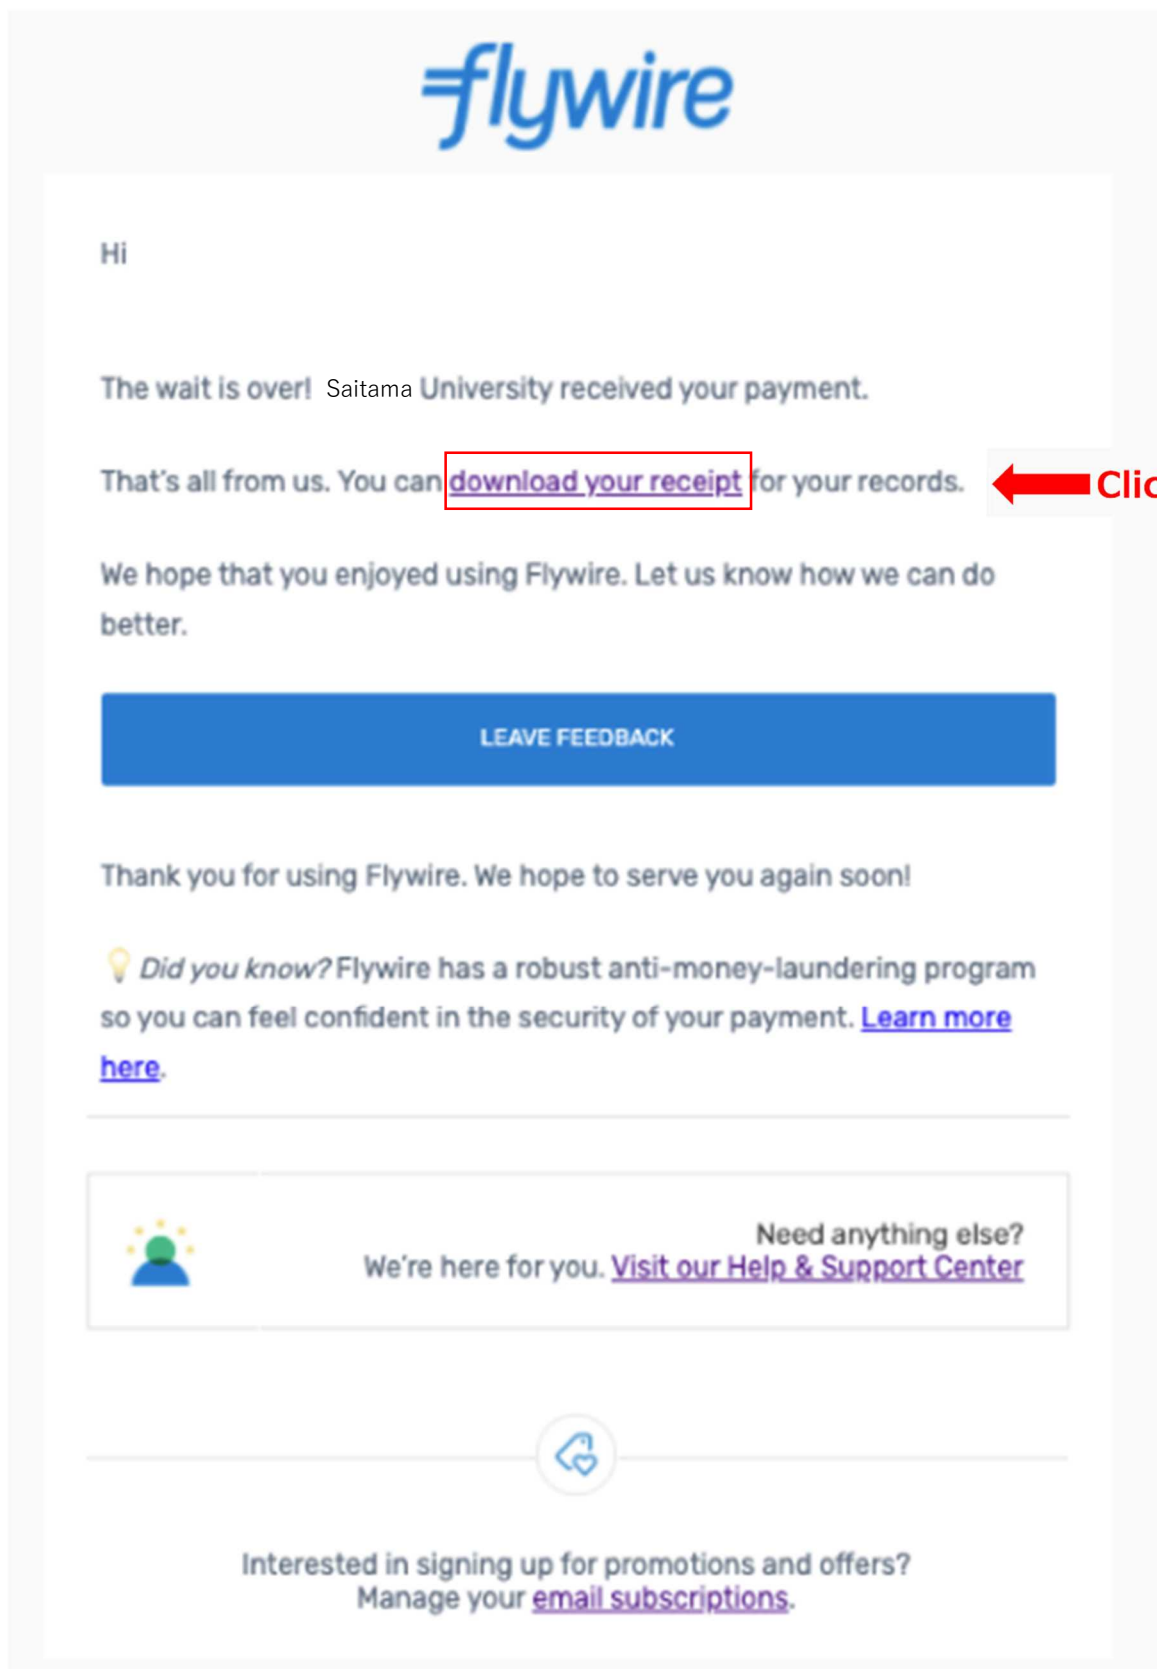 flywire
Hi
The wait is over! Saitama University received your payment.
That's all from us. You can download your receipt for your records.
Clic
We hope that you enjoyed using Flywire. Let us know how we can do
better.
LEAVE FEEDBACK
Thank you for using Flywire. We hope to serve you again soon!
Did you know? Flywire has a robust anti-money-laundering program
so you can feel confident in the security of your payment. Learn more
here.
Need anything else?
We're here for you. Visit our Help & Support Center
Interested in signing up for promotions and offers?
Manage your email subscriptions.